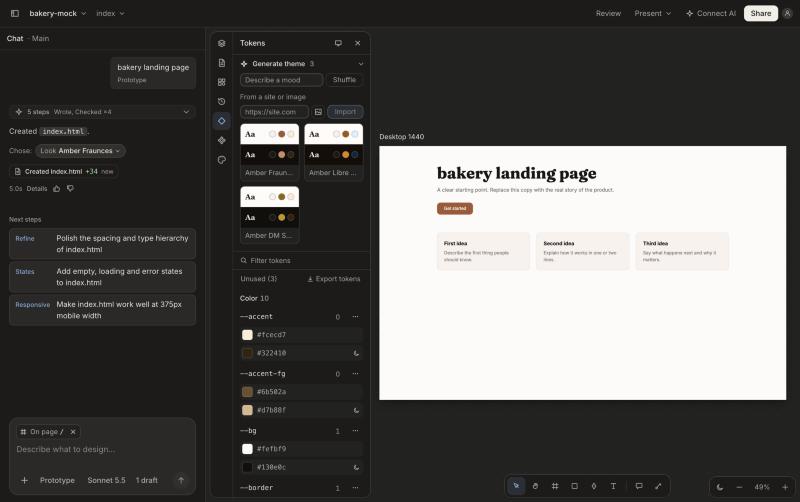 bakery-mock
index
Review
Present
Connect AI
Share
Chat · Main
bakery landing page
Prototype
5 steps Wrote, Checked ×4
Created index.html.
Chose: Look Amber Fraunces
Created index.html +34 new
5.0s Details
Next steps
Refine Polish the spacing and type hierarchy
of index.html
States Add empty, loading and error states
to index.html
Responsive Make index.html work well at 375px
mobile width
On page /
Describe what to design...
Prototype Sonnet 5.5 1 draft
Tokens
Generate theme 3
Describe a mood Shuffle
From a site or image
https://site.com Import
Aa Aa
Aa Aa
Amber Fraun... Amber Libre ...
Aa
Aa
Amber DM S...
Filter tokens
Unused (3) Export tokens
Color 10
--accent 0 ...
#fcecd7
#322410
--accent-fg 0 ...
#6b502a
#d7b88f
--bg 1 ...
#fefbf9
#130e0c
--border 1 ...
Desktop 1440
bakery landing page
A clear starting point. Replace this copy with the real story of the product.
Get started
First idea
Describe the first thing people
should know.
Second idea
Explain how it works in one or two
lines.
Third idea
Say what happens next and why it
matters.
49%